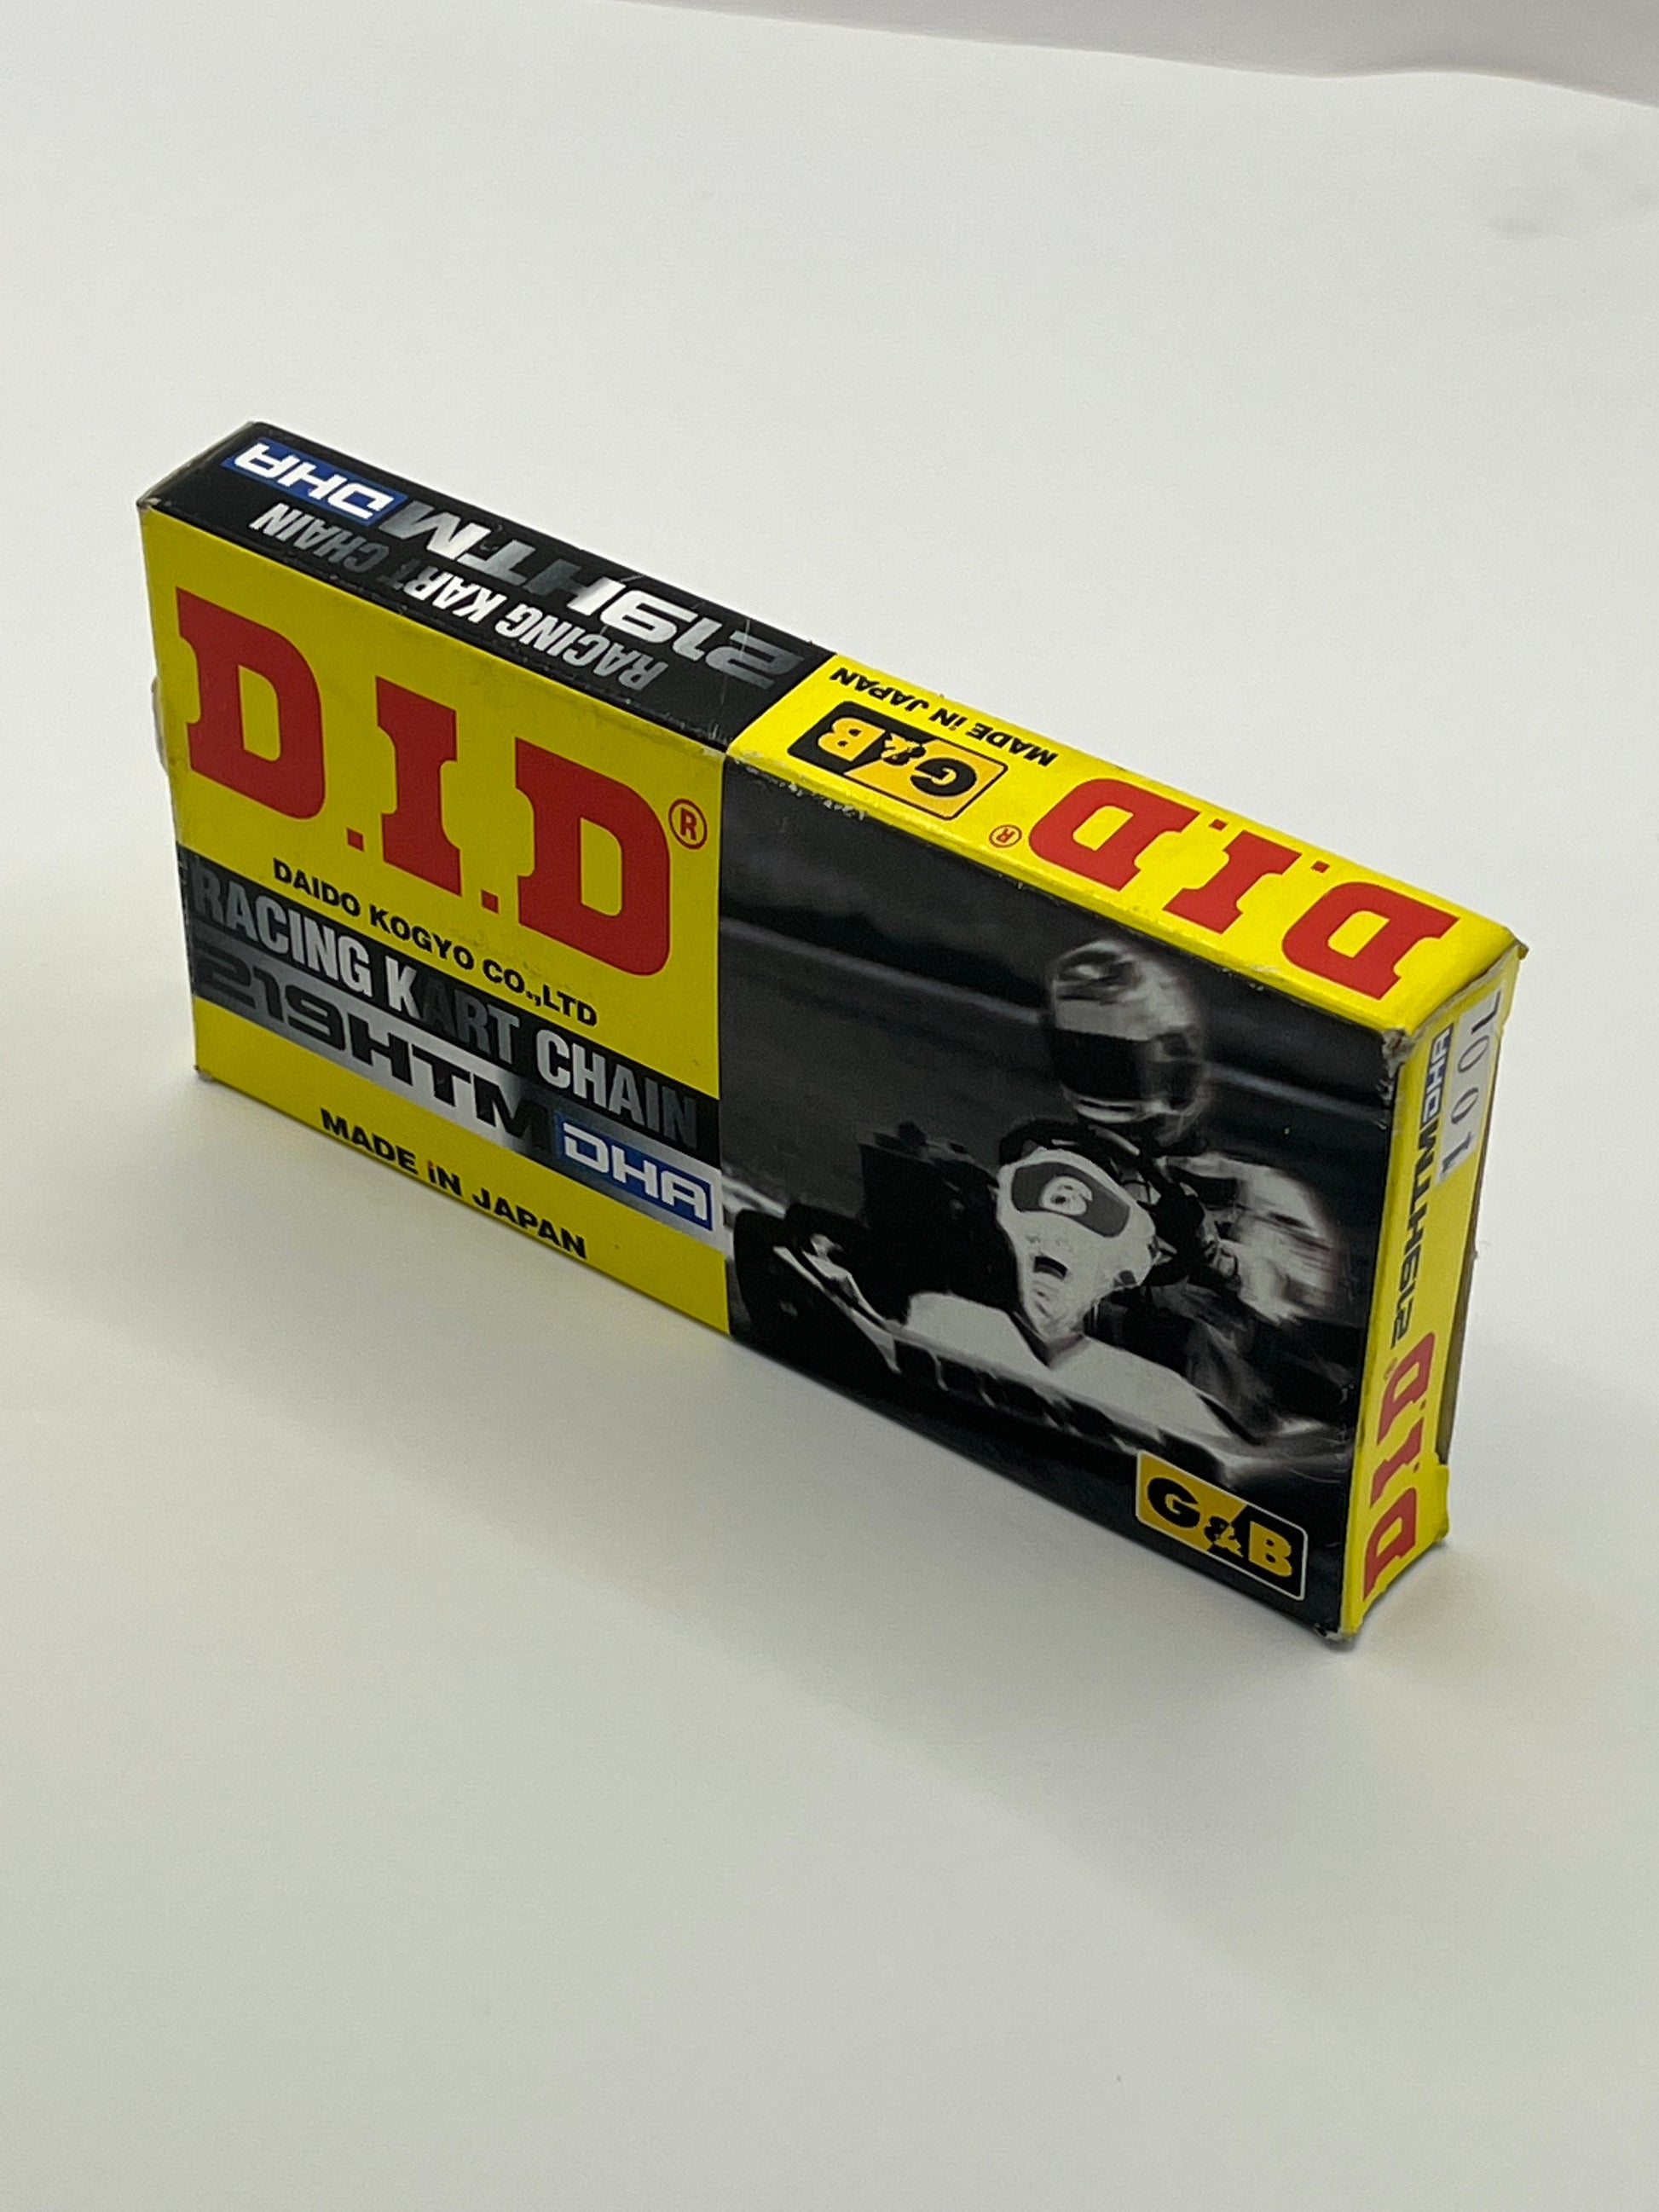 219HTM DHA
RACING KART CHAIN
D.I.D®
G&B
MADE iN JAPAN
D.I.D®
DAIDO KOGYO CO.,LTD
RACING KART CHAIN
219HTM DHA
MADE iN JAPAN
6
G&B
D.I.D 219HTM DHA